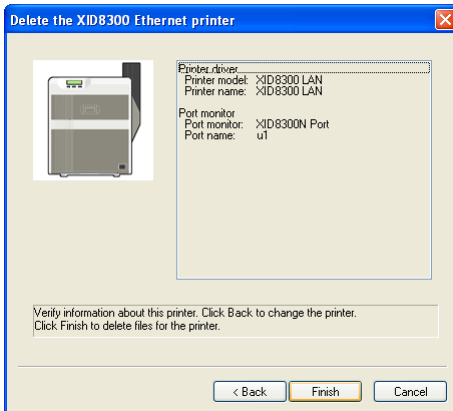 Delete the XID8300 Ethernet printer
Printer driver
Printer model: XID8300 LAN
Printer name: XID8300 LAN
Port monitor
Port monitor: XID8300N Port
Port name: u1
Verify information about this printer. Click Back to change the printer.
Click Finish to delete files for the printer.
< Back Finish Cancel